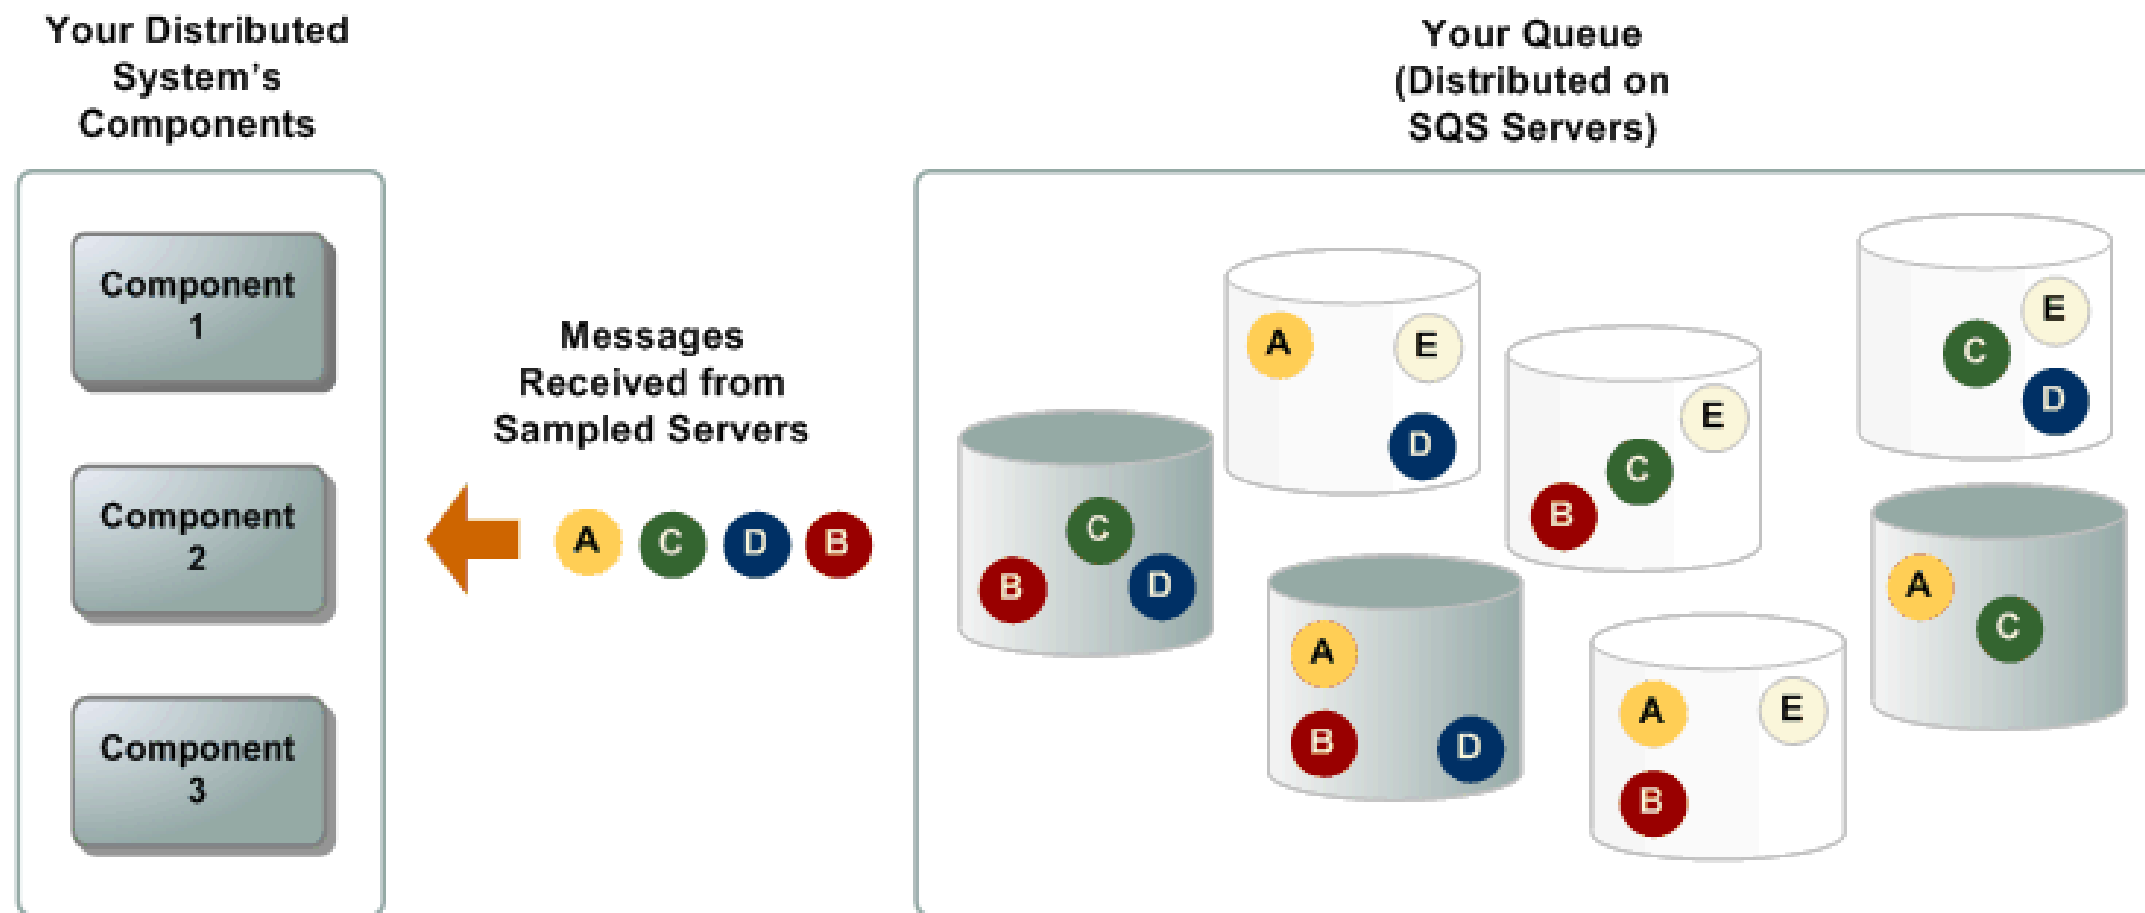 Your Distributed
System's
Components
Component
1
Component
2
Component
3
Messages
Received from
Sampled Servers
A C D B
Your Queue
(Distributed on
SQS Servers)
C
B
D
A
E
D
E
C
B
E
C
D
A
B
D
A
E
B
A
C